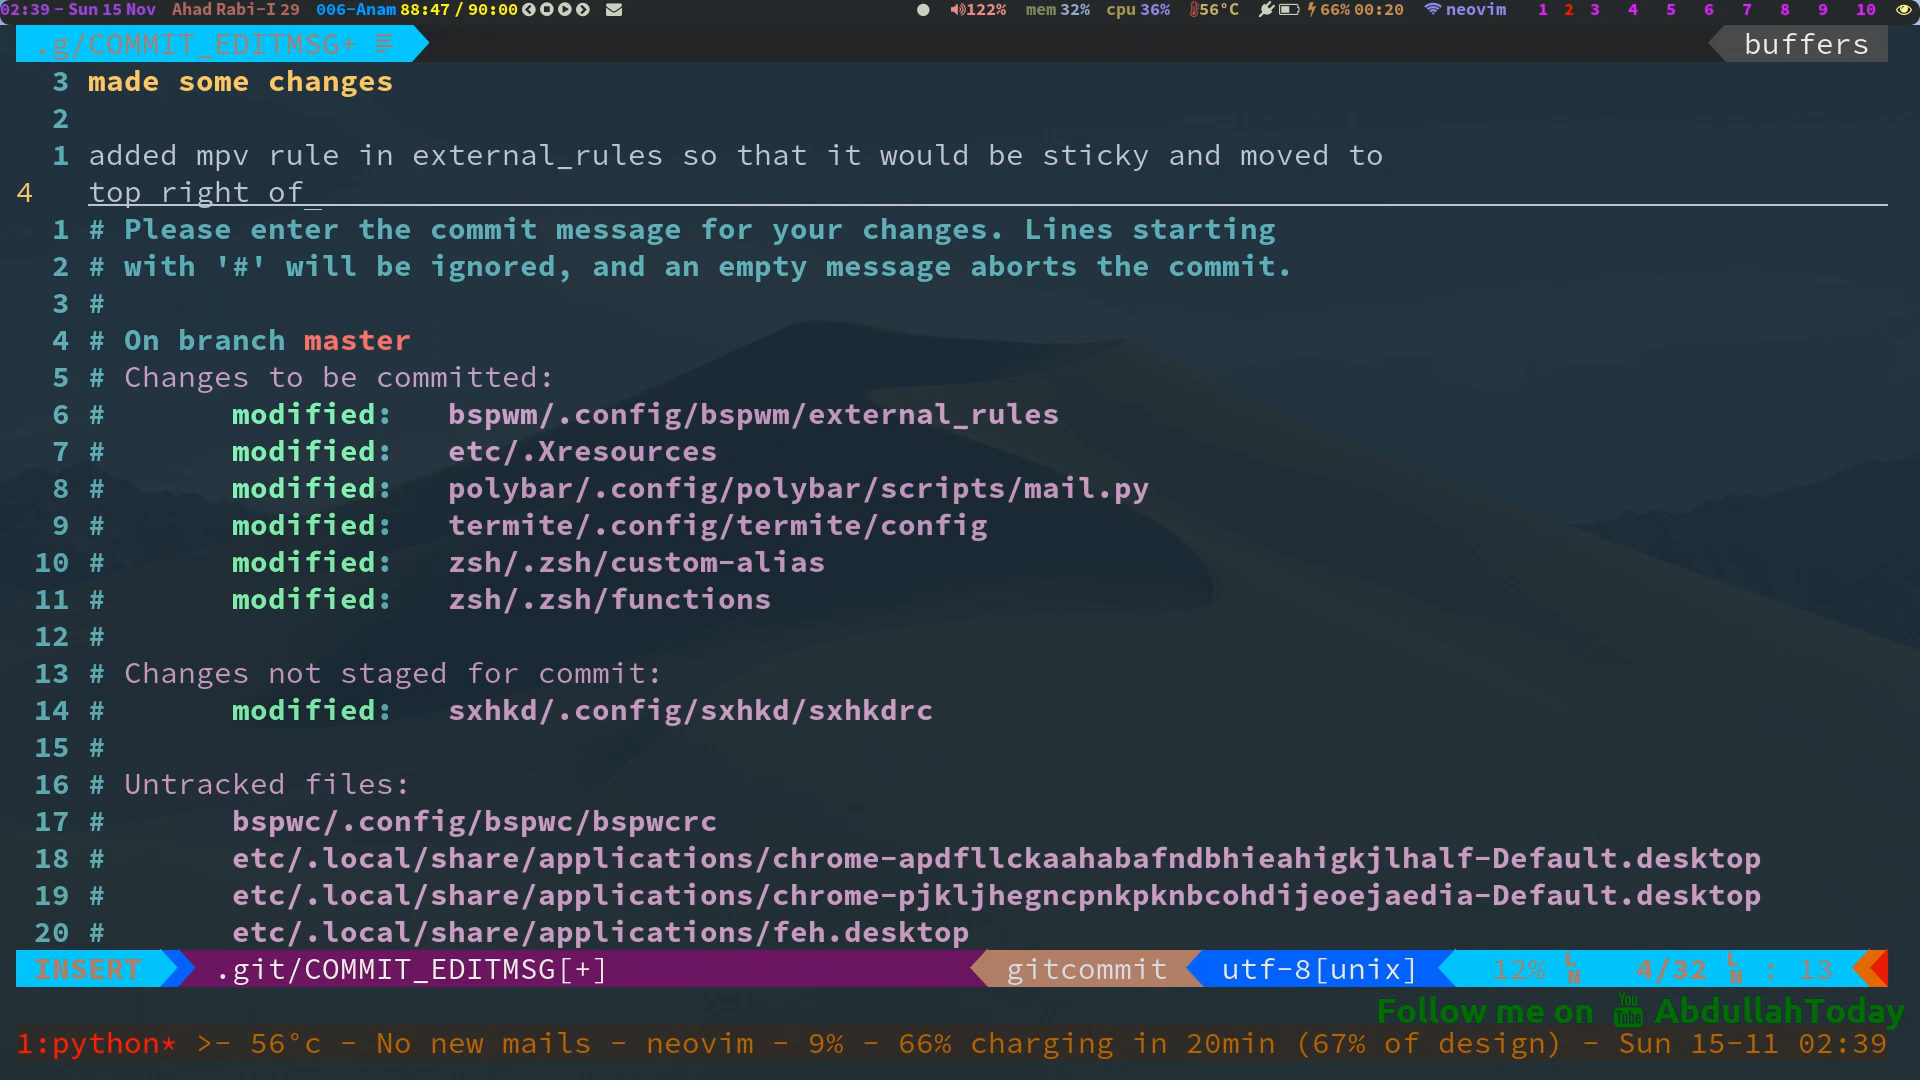 02:39 - Sun 15 Nov Ahad Rabi-I 29 006-Anam 88:47 / 90:00 122% mem 32% cpu 36% 56°C 66% 00:20 neovim 1 2 3 4 5 6 7 8 9 10
.g/COMMIT_EDITMSG+ buffers
3 made some changes
2
1 added mpv rule in external_rules so that it would be sticky and moved to
4 top right of_
1 # Please enter the commit message for your changes. Lines starting
2 # with '#' will be ignored, and an empty message aborts the commit.
3 #
4 # On branch master
5 # Changes to be committed:
6 # modified: bspwm/.config/bspwm/external_rules
7 # modified: etc/.Xresources
8 # modified: polybar/.config/polybar/scripts/mail.py
9 # modified: termite/.config/termite/config
10 # modified: zsh/.zsh/custom-alias
11 # modified: zsh/.zsh/functions
12 #
13 # Changes not staged for commit:
14 # modified: sxhkd/.config/sxhkd/sxhkdrc
15 #
16 # Untracked files:
17 # bspwc/.config/bspwc/bspwcrc
18 # etc/.local/share/applications/chrome-apdfllckaahabafndbhieahigkjlhalf-Default.desktop
19 # etc/.local/share/applications/chrome-pjkljhegncpnkpknbcohdijeoejaedia-Default.desktop
20 # etc/.local/share/applications/feh.desktop
INSERT .git/COMMIT_EDITMSG[+] gitcommit utf-8[unix] 12% LN 4/32 LN : 13
Follow me on You Tube AbdullahToday
1:python* >- 56°c - No new mails - neovim - 9% - 66% charging in 20min (67% of design) - Sun 15-11 02:39